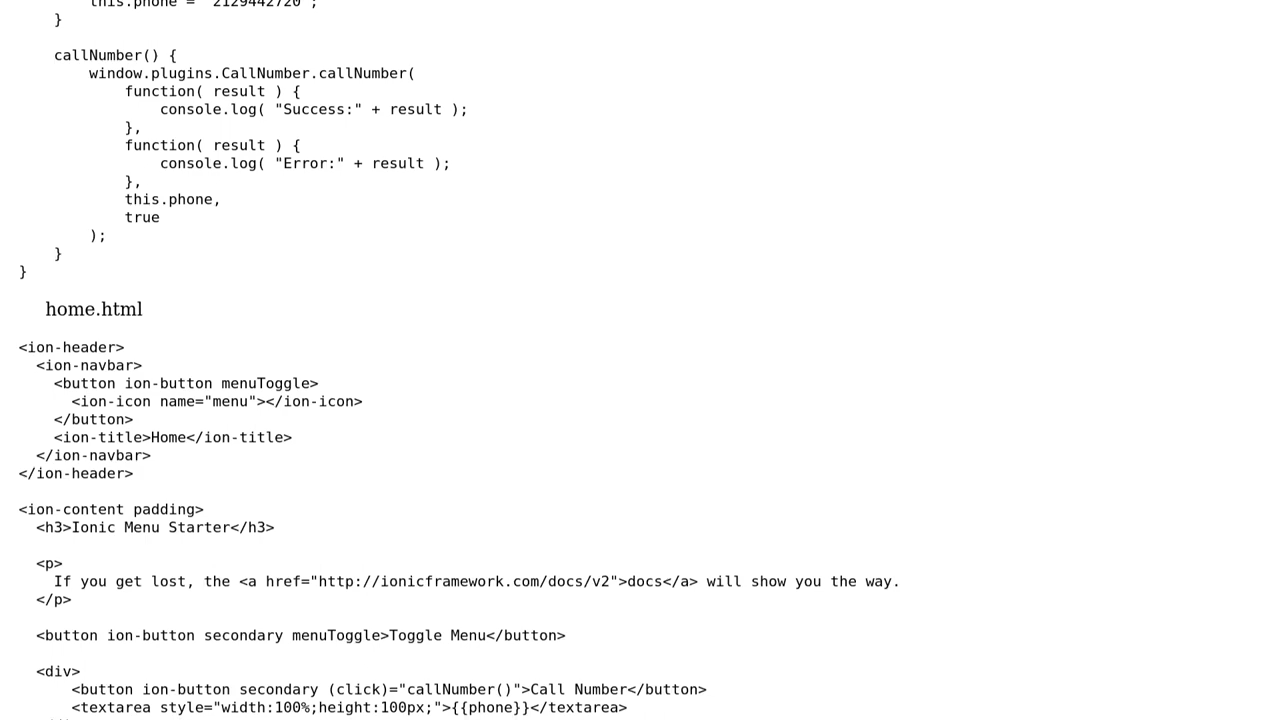 this.phone = "2129442720";
    }

    callNumber() {
        window.plugins.CallNumber.callNumber(
            function( result ) {
                console.log( "Success:" + result );
            },
            function( result ) {
                console.log( "Error:" + result );
            },
            this.phone,
            true
        );
    }
}
home.html
<ion-header>
  <ion-navbar>
    <button ion-button menuToggle>
      <ion-icon name="menu"></ion-icon>
    </button>
    <ion-title>Home</ion-title>
  </ion-navbar>
</ion-header>

<ion-content padding>
  <h3>Ionic Menu Starter</h3>

  <p>
    If you get lost, the <a href="http://ionicframework.com/docs/v2">docs</a> will show you the way.
  </p>

  <button ion-button secondary menuToggle>Toggle Menu</button>

  <div>
      <button ion-button secondary (click)="callNumber()">Call Number</button>
      <textarea style="width:100%;height:100px;">{{phone}}</textarea>